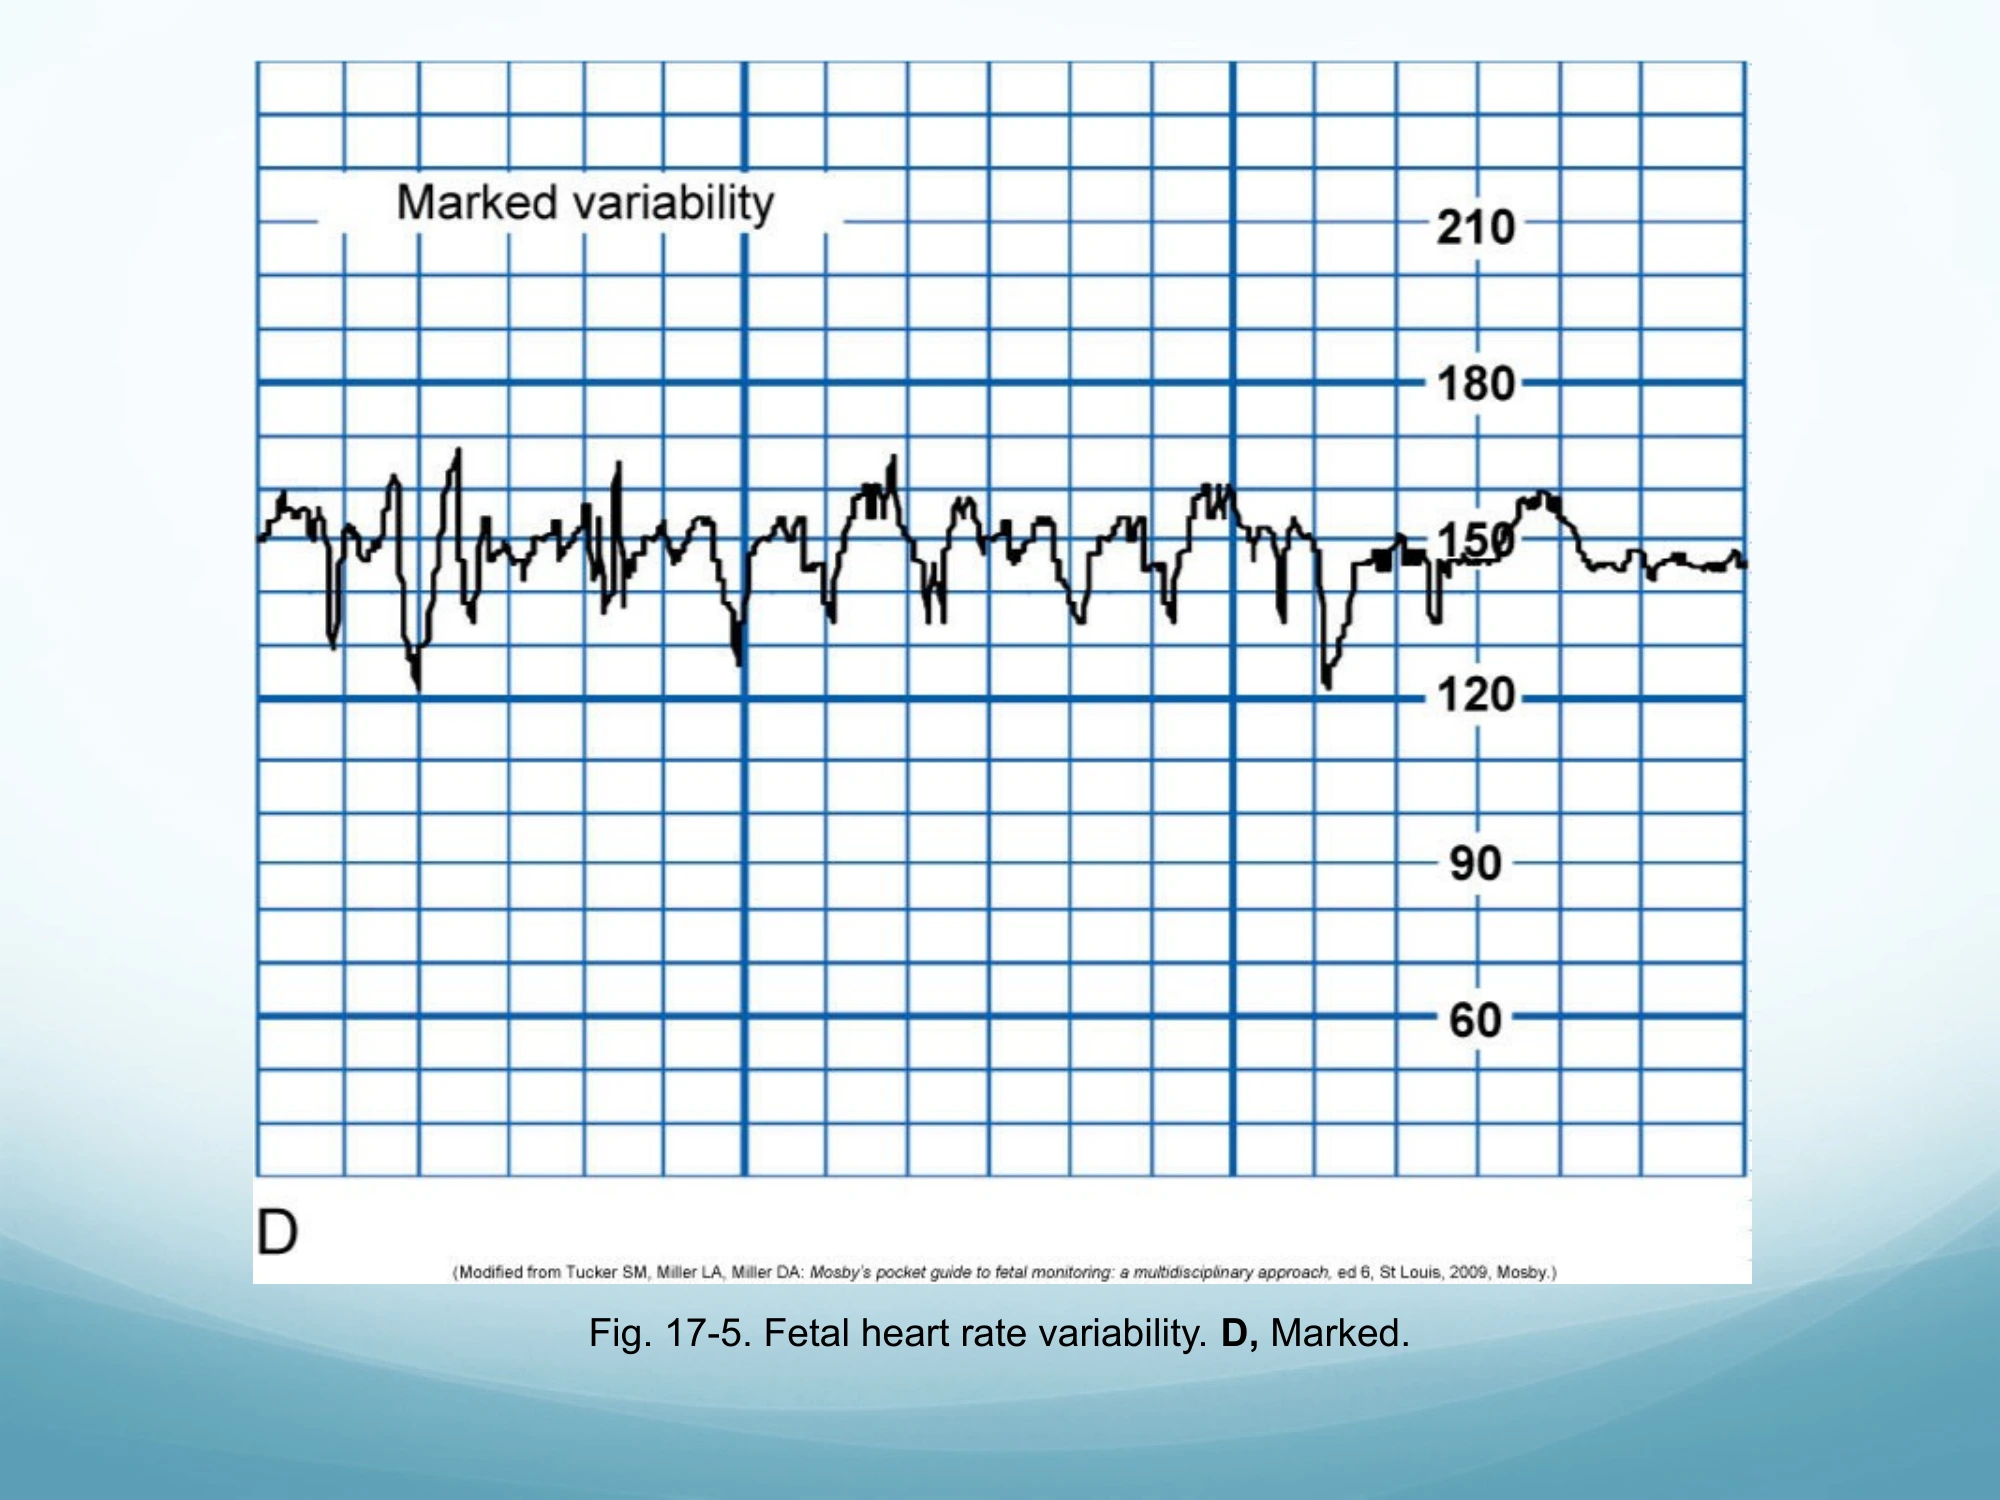 Marked variability
210
180
150
120
90
60
D
(Modified from Tucker SM, Miller LA, Miller DA: Mosby's pocket guide to fetal monitoring: a multidisciplinary approach, ed 6, St Louis, 2009, Mosby.)
Fig. 17-5. Fetal heart rate variability. D, Marked.